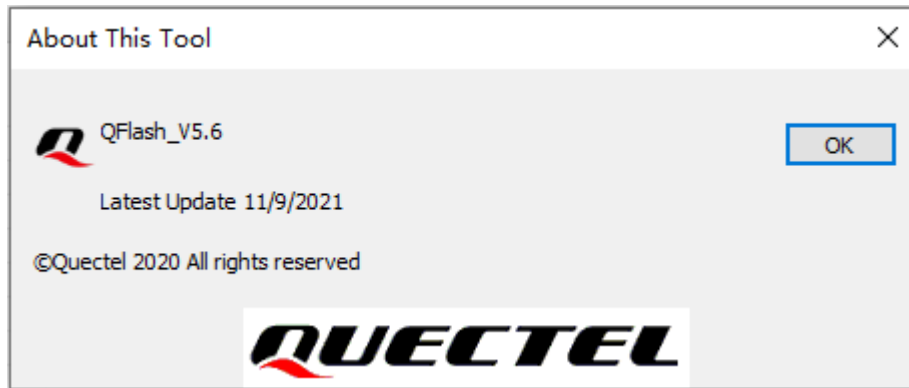 About This Tool
QFlash_V5.6
OK
Latest Update 11/9/2021
©Quectel 2020 All rights reserved
QUECTEL